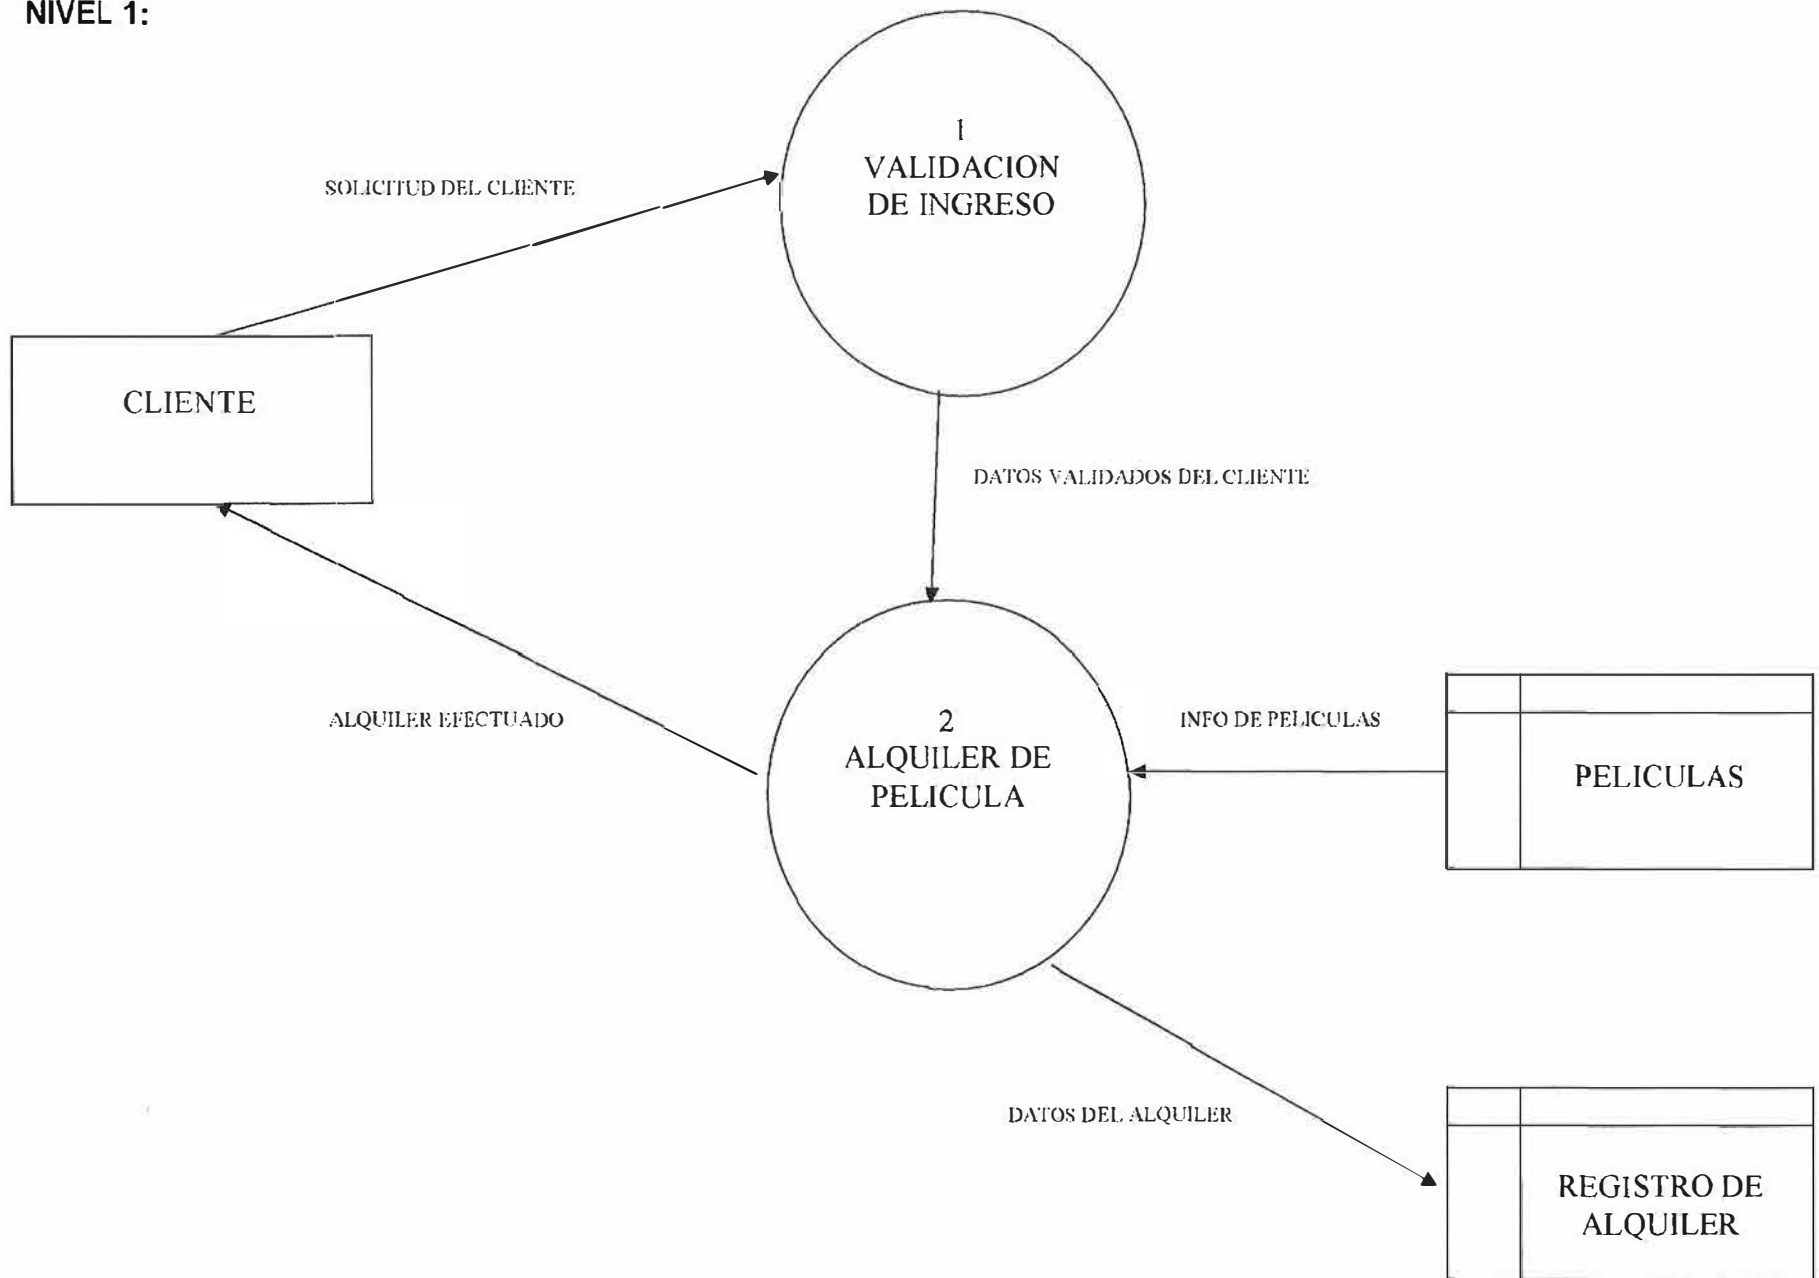 NIVEL 1:
1
VALIDACION
DE INGRESO
SOLICITUD DEL CLIENTE
CLIENTE
DATOS VALIDADOS DEL CLIENTE
ALQUILER EFECTUADO
2
ALQUILER DE
PELICULA
INFO DE PELICULAS
PELICULAS
DATOS DEL ALQUILER
REGISTRO DE
ALQUILER